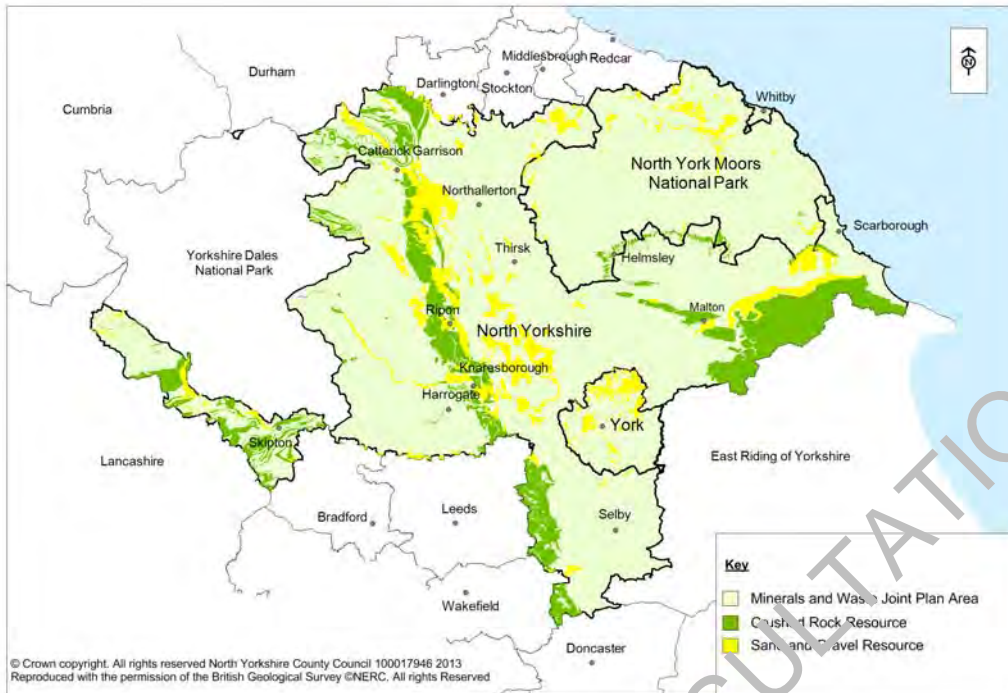 Middlesbrough
Redcar
Durham
Darlington
Stockton
N
Cumbria
Whitby
Catterick Garrison
North York Moors
National Park
Northallerton
Scarborough
Yorkshire Dales
National Park
Thirsk
Helmsley
Ripon
Malton
North Yorkshire
Knaresborough
Harrogate
York
Skipton
Lancashire
East Riding of Yorkshire
Bradford
Leeds
Selby
Wakefield
Doncaster
Key
Minerals and Waste Joint Plan Area
Crushed Rock Resource
Sand and Gravel Resource
© Crown copyright. All rights reserved North Yorkshire County Council 100017946 2013
Reproduced with the permission of the British Geological Survey ©NERC. All rights Reserved
CULTATIO